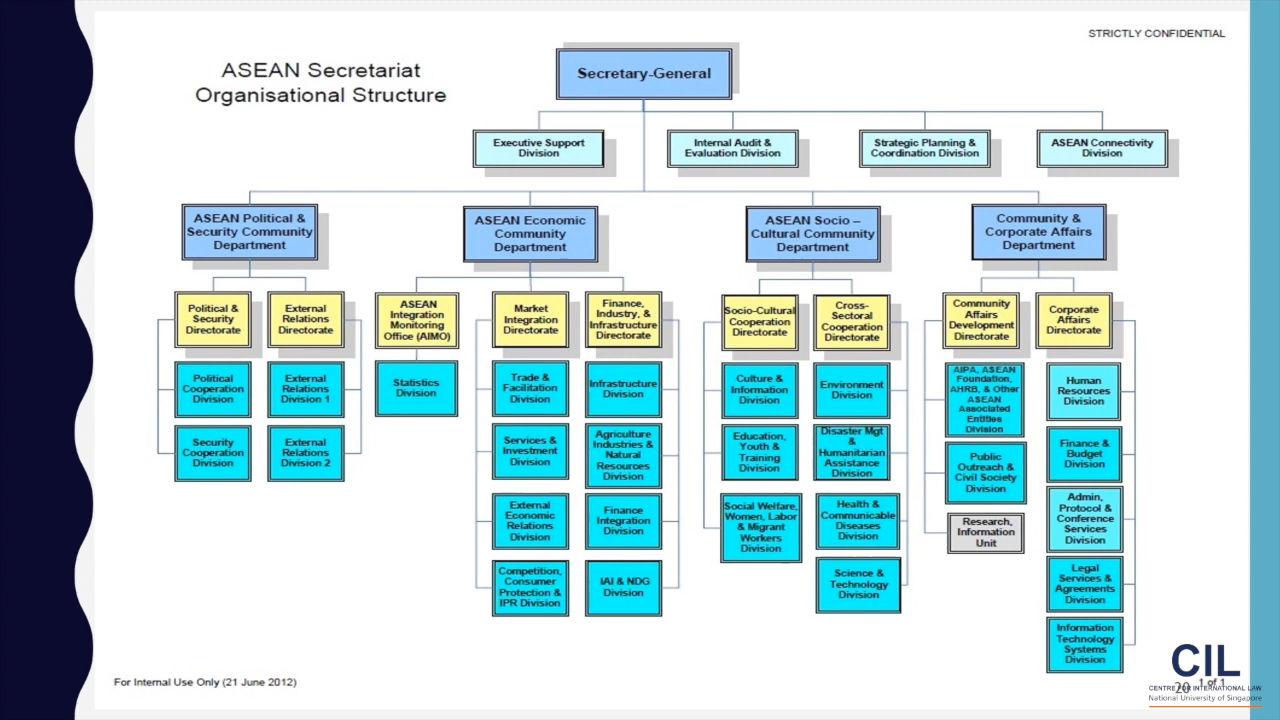 STRICTLY CONFIDENTIAL
ASEAN Secretariat
Organisational Structure
Secretary-General
Executive Support
Division
Internal Audit &
Evaluation Division
Strategic Planning &
Coordination Division
ASEAN Connectivity
Division
ASEAN Political &
Security Community
Department
ASEAN Economic
Community
Department
ASEAN Socio –
Cultural Community
Department
Community &
Corporate Affairs
Department
Political &
Security
Directorate
External
Relations
Directorate
ASEAN
Integration
Monitoring
Office (AIMO)
Market
Integration
Directorate
Finance,
Industry, &
Infrastructure
Directorate
Socio-Cultural
Cooperation
Directorate
Cross-
Sectoral
Cooperation
Directorate
Community
Affairs
Development
Directorate
Corporate
Affairs
Directorate
Political
Cooperation
Division
External
Relations
Division 1
Statistics
Division
Trade &
Facilitation
Division
Infrastructure
Division
Culture &
Information
Division
Environment
Division
AIPA, ASEAN
Foundation,
AHRB, & Other
ASEAN
Associated
Entities
Division
Human
Resources
Division
Security
Cooperation
Division
External
Relations
Division 2
Services &
Investment
Division
Agriculture
Industries &
Natural
Resources
Division
Education,
Youth &
Training
Division
Disaster Mgt
&
Humanitarian
Assistance
Division
Public
Outreach &
Civil Society
Division
Finance &
Budget
Division
External
Economic
Relations
Division
Finance
Integration
Division
Social Welfare,
Women, Labor
& Migrant
Workers
Division
Health &
Communicable
Diseases
Division
Research,
Information
Unit
Admin,
Protocol &
Conference
Services
Division
Competition,
Consumer
Protection &
IPR Division
IAI & NDG
Division
Science &
Technology
Division
Legal
Services &
Agreements
Division
Information
Technology
Systems
Division
For Internal Use Only (21 June 2012)
1 of 1
20
CIL
CENTRE FOR INTERNATIONAL LAW
National University of Singapore